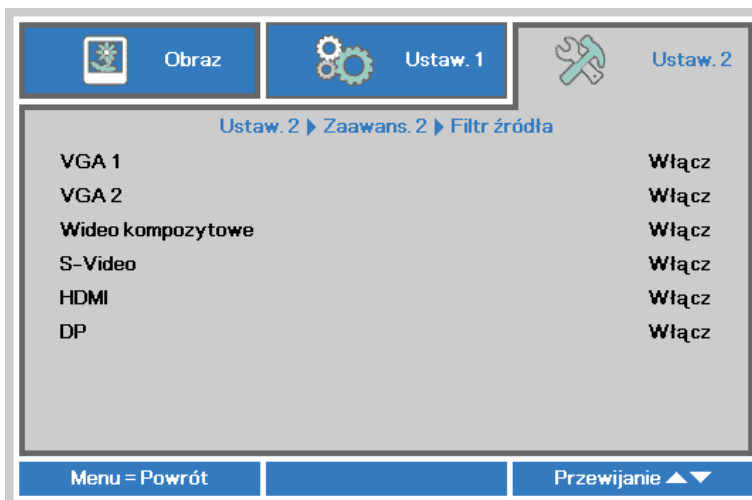 Obraz Ustaw. 1 Ustaw. 2
Ustaw. 2 ▶ Zaawans. 2 ▶ Filtr źródła
VGA 1 Włącz
VGA 2 Włącz
Wideo kompozytowe Włącz
S-Video Włącz
HDMI Włącz
DP Włącz
Menu = Powrót Przewijanie ▲▼